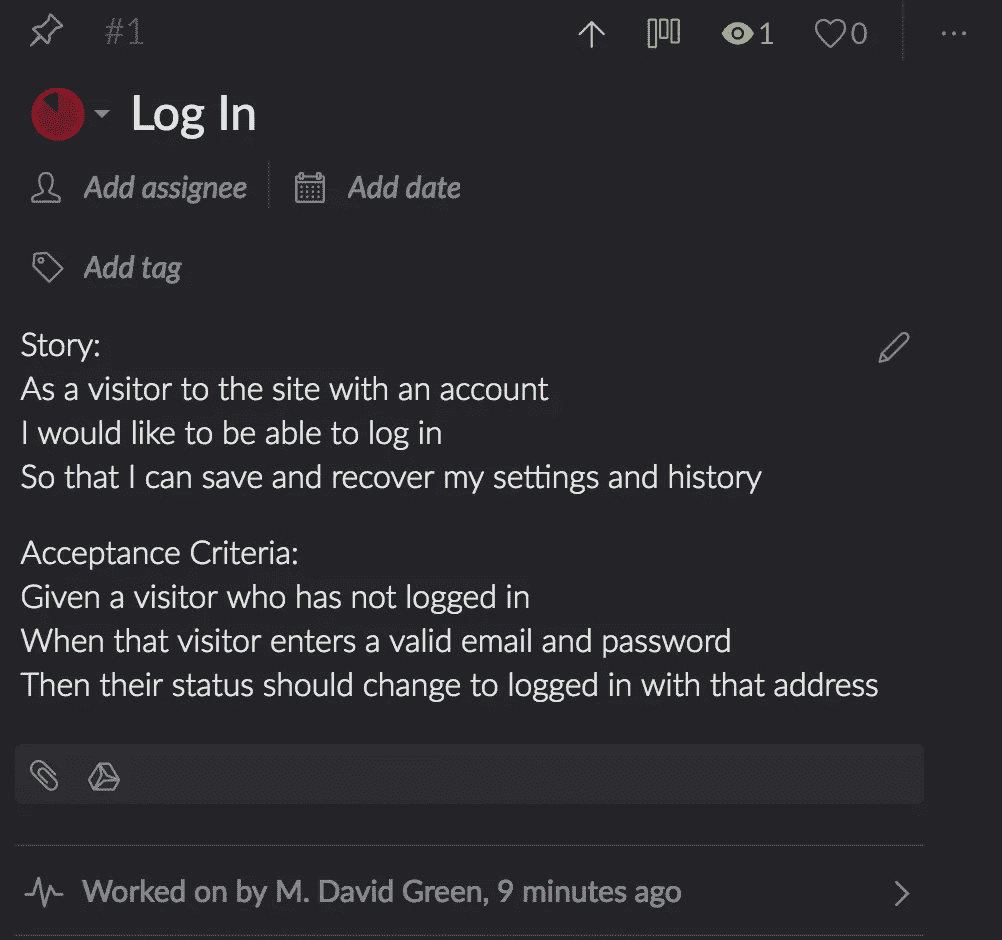 #1
1
0
Log In
Add assignee
Add date
Add tag
Story:
As a visitor to the site with an account
I would like to be able to log in
So that I can save and recover my settings and history
Acceptance Criteria:
Given a visitor who has not logged in
When that visitor enters a valid email and password
Then their status should change to logged in with that address
Worked on by M. David Green, 9 minutes ago